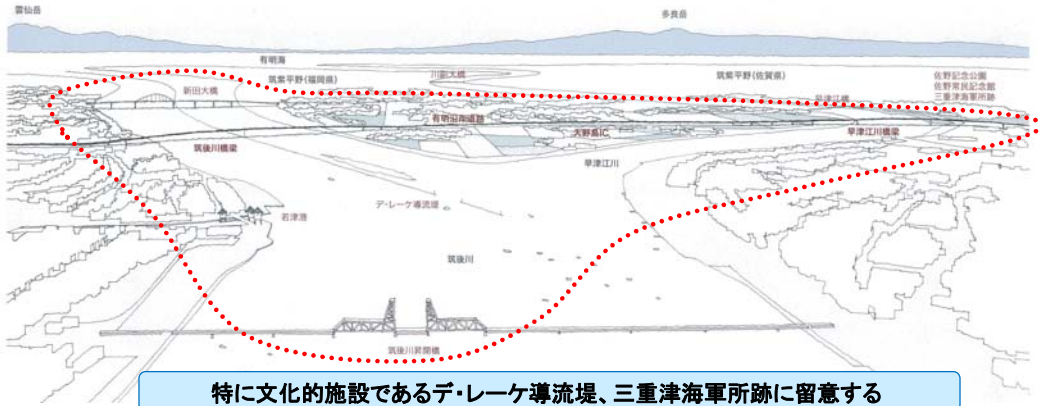 雲仙岳
多良岳
有明海
筑紫平野(福岡県)
川副大橋
筑紫平野(佐賀県)
佐野記念公園
佐野常民記念館
三重津海軍所跡
新田大橋
早津江橋
有明沿岸道路
大野島IC
早津江川橋梁
筑後川橋梁
早津江川
デ・レーケ導流堤
若津港
筑後川
筑後川昇開橋
特に文化的施設であるデ・レーケ導流堤、三重津海軍所跡に留意する